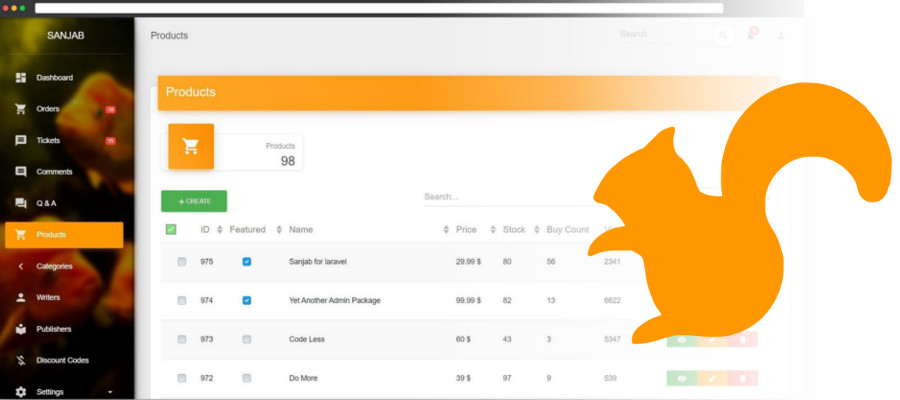 SANJAB
Products
Search
Dashboard
Orders
Tickets
Comments
Q & A
Products
Categories
Writers
Publishers
Discount Codes
Settings
Products
Products
98
+ CREATE
Search...
ID Featured Name Price Stock Buy Count
975 Sanjab for laravel 29.99 $ 80 56 2341
974 Yet Another Admin Package 99.99 $ 82 13 6622
973 Code Less 60 $ 43 3 5347
972 Do More 39 $ 97 9 539